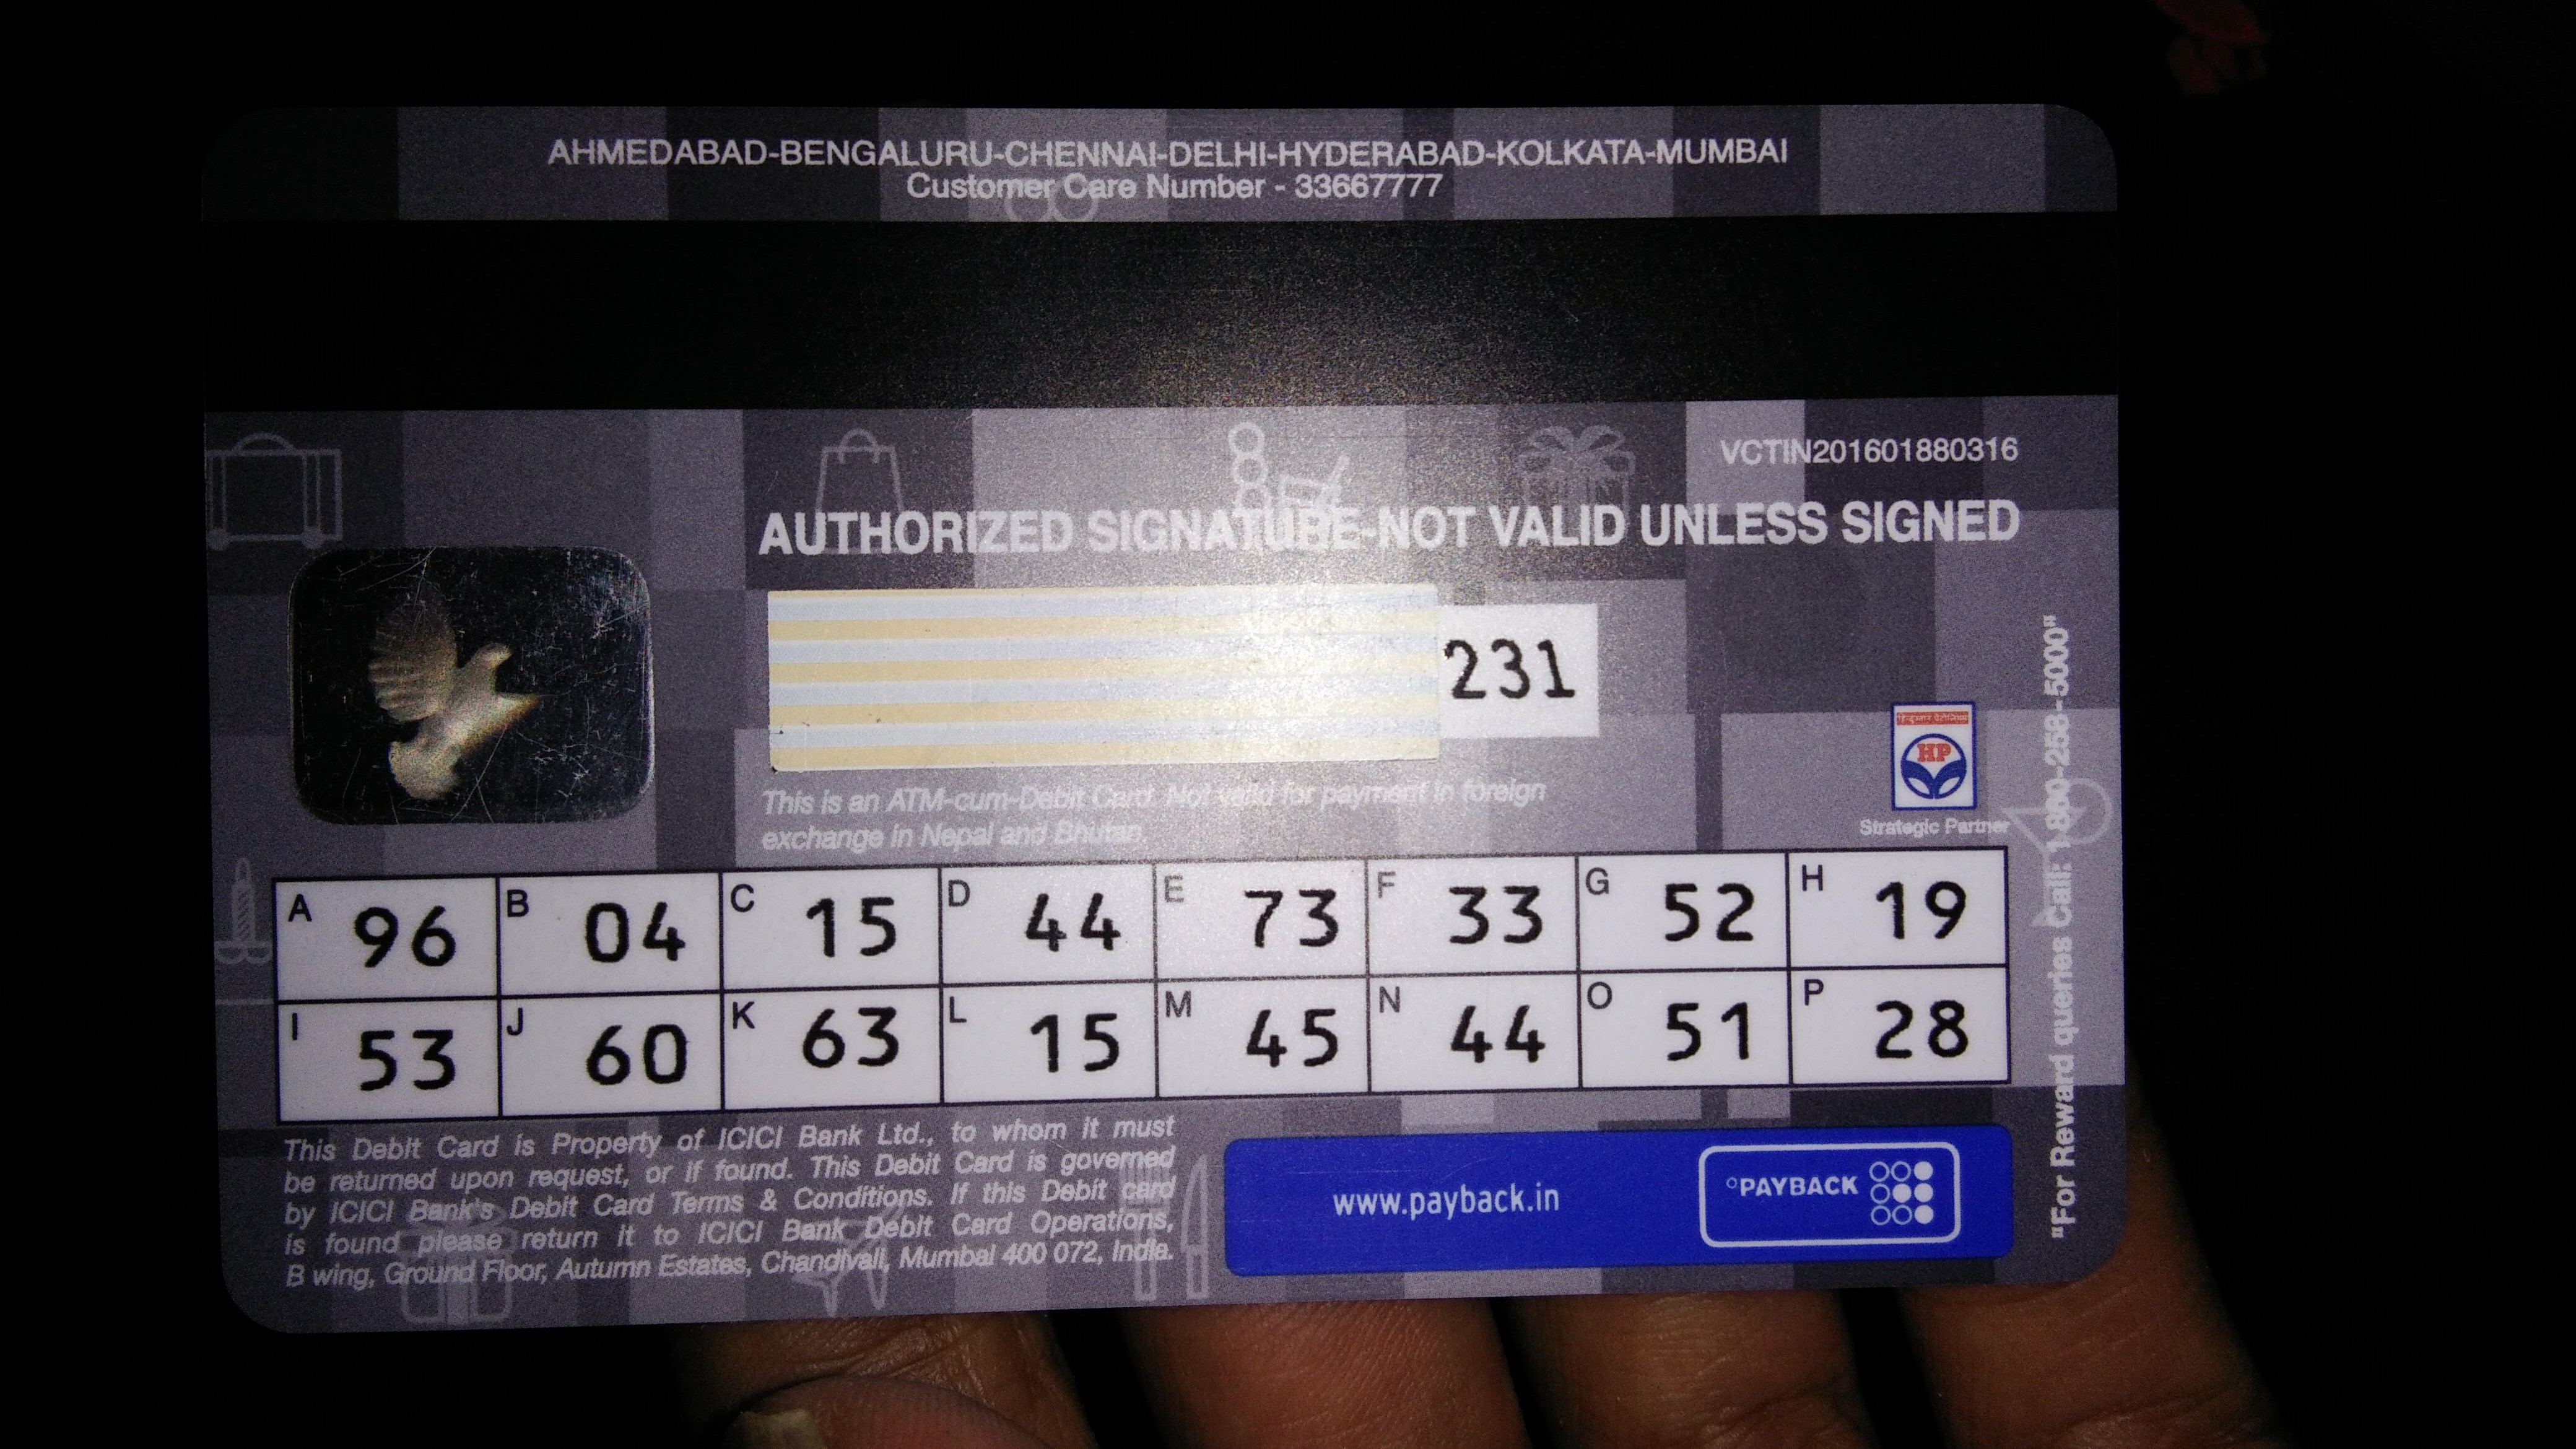 AHMEDABAD-BENGALURU-CHENNAI-DELHI-HYDERABAD-KOLKATA-MUMBAI
Customer Care Number - 33667777
VCTIN201601880316
AUTHORIZED SIGNATURE-NOT VALID UNLESS SIGNED
231
This is an ATM-cum-Debit Card. Not valid for payment in foreign
exchange in Nepal and Bhutan.
हिन्दुस्तान पेट्रोलियम
HP
Strategic Partner
A 96 B 04 C 15 D 44 E 73 F 33 G 52 H 19
I 53 J 60 K 63 L 15 M 45 N 44 O 51 P 28
This Debit Card is Property of ICICI Bank Ltd., to whom it must
be returned upon request, or if found. This Debit Card is governed
by ICICI Bank's Debit Card Terms & Conditions. If this Debit card
is found please return it to ICICI Bank Debit Card Operations,
B wing, Ground Floor, Autumn Estates, Chandivali, Mumbai 400 072, India.
www.payback.in
°PAYBACK
"For Reward queries Call: 1860-258-5000"